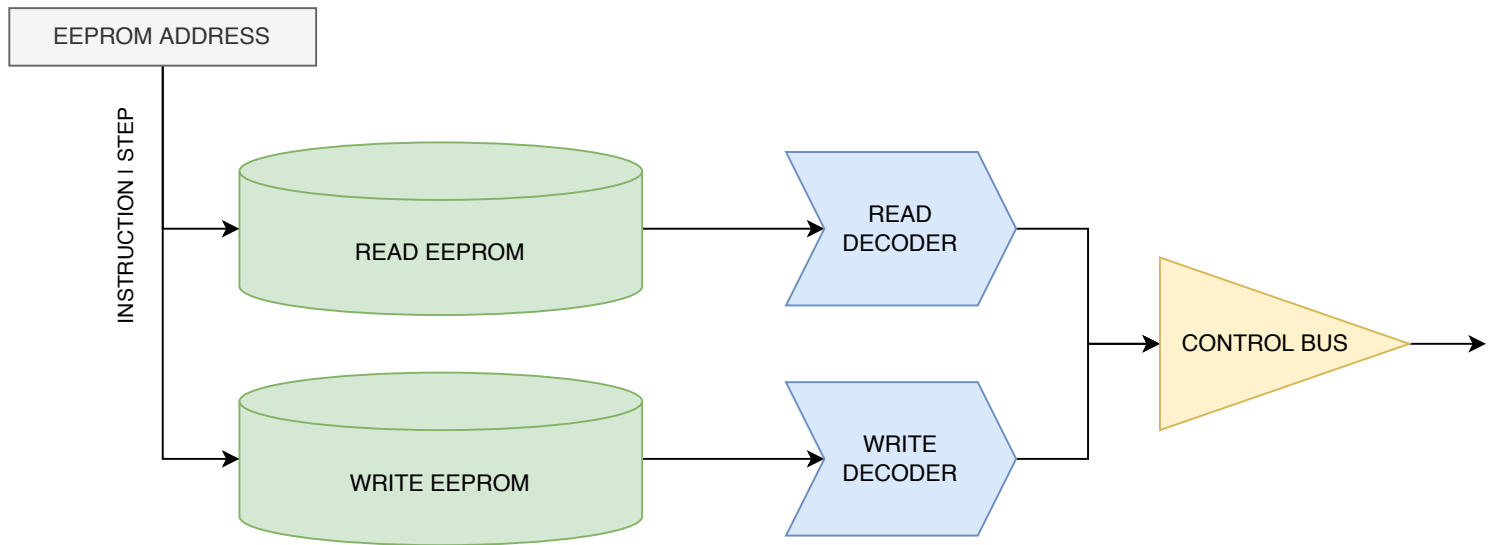 EEPROM ADDRESS
INSTRUCTION I STEP
READ EEPROM
READ
DECODER
CONTROL BUS
WRITE EEPROM
WRITE
DECODER